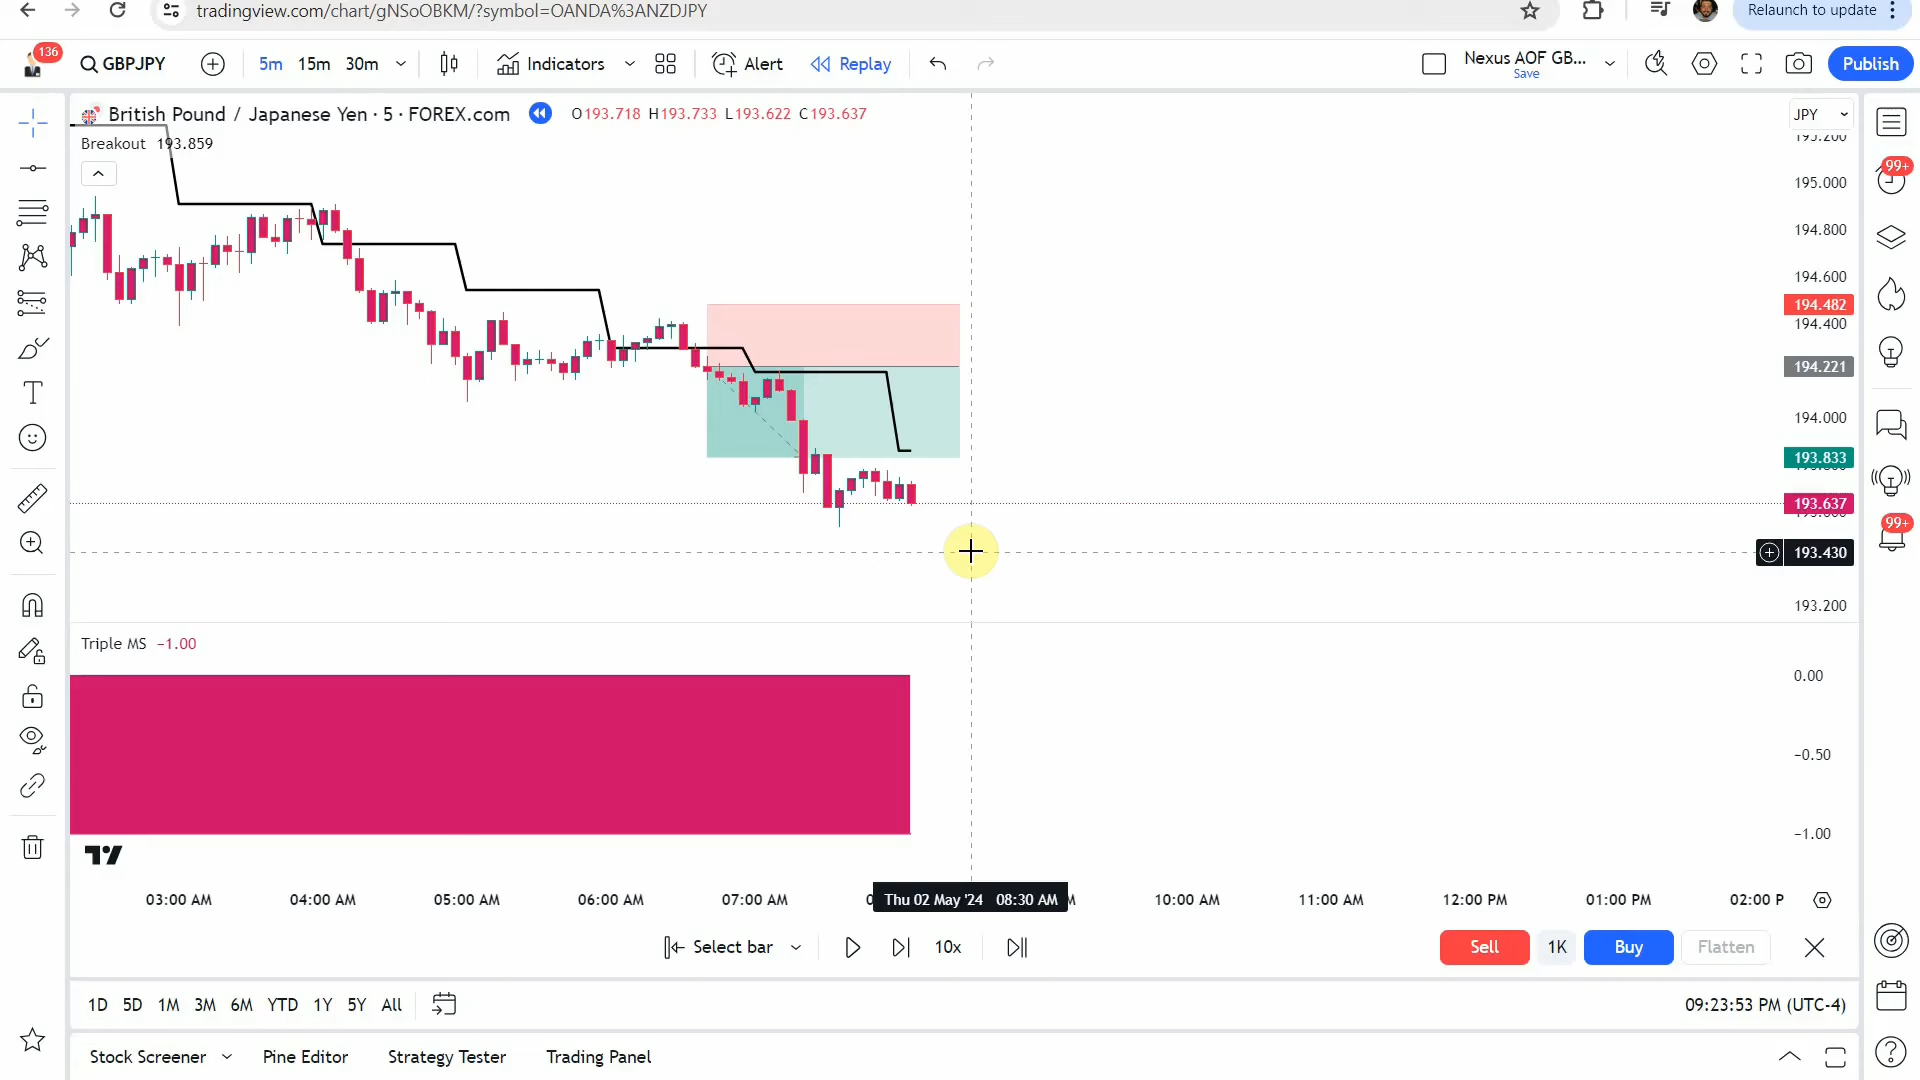 tradingview.com/chart/gNSoOBKM/?symbol=OANDA%3ANZDJPY
Relaunch to update
136
GBPJPY
5m 15m 30m
Indicators
Alert
Replay
Nexus AOF GB...
Save
Publish
British Pound / Japanese Yen · 5 · FOREX.com
O193.718 H193.733 L193.622 C193.637
JPY
Breakout 193.859
195.200
195.000
99+
194.800
194.600
194.482
194.400
194.221
194.000
193.833
193.637
99+
193.430
193.200
Triple MS −1.00
0.00
−0.50
−1.00
03:00 AM 04:00 AM 05:00 AM 06:00 AM 07:00 AM Thu 02 May '24 08:30 AM 10:00 AM 11:00 AM 12:00 PM 01:00 PM 02:00 P
Select bar
10x
Sell
1K
Buy
Flatten
1D 5D 1M 3M 6M YTD 1Y 5Y All
09:23:53 PM (UTC-4)
Stock Screener
Pine Editor
Strategy Tester
Trading Panel